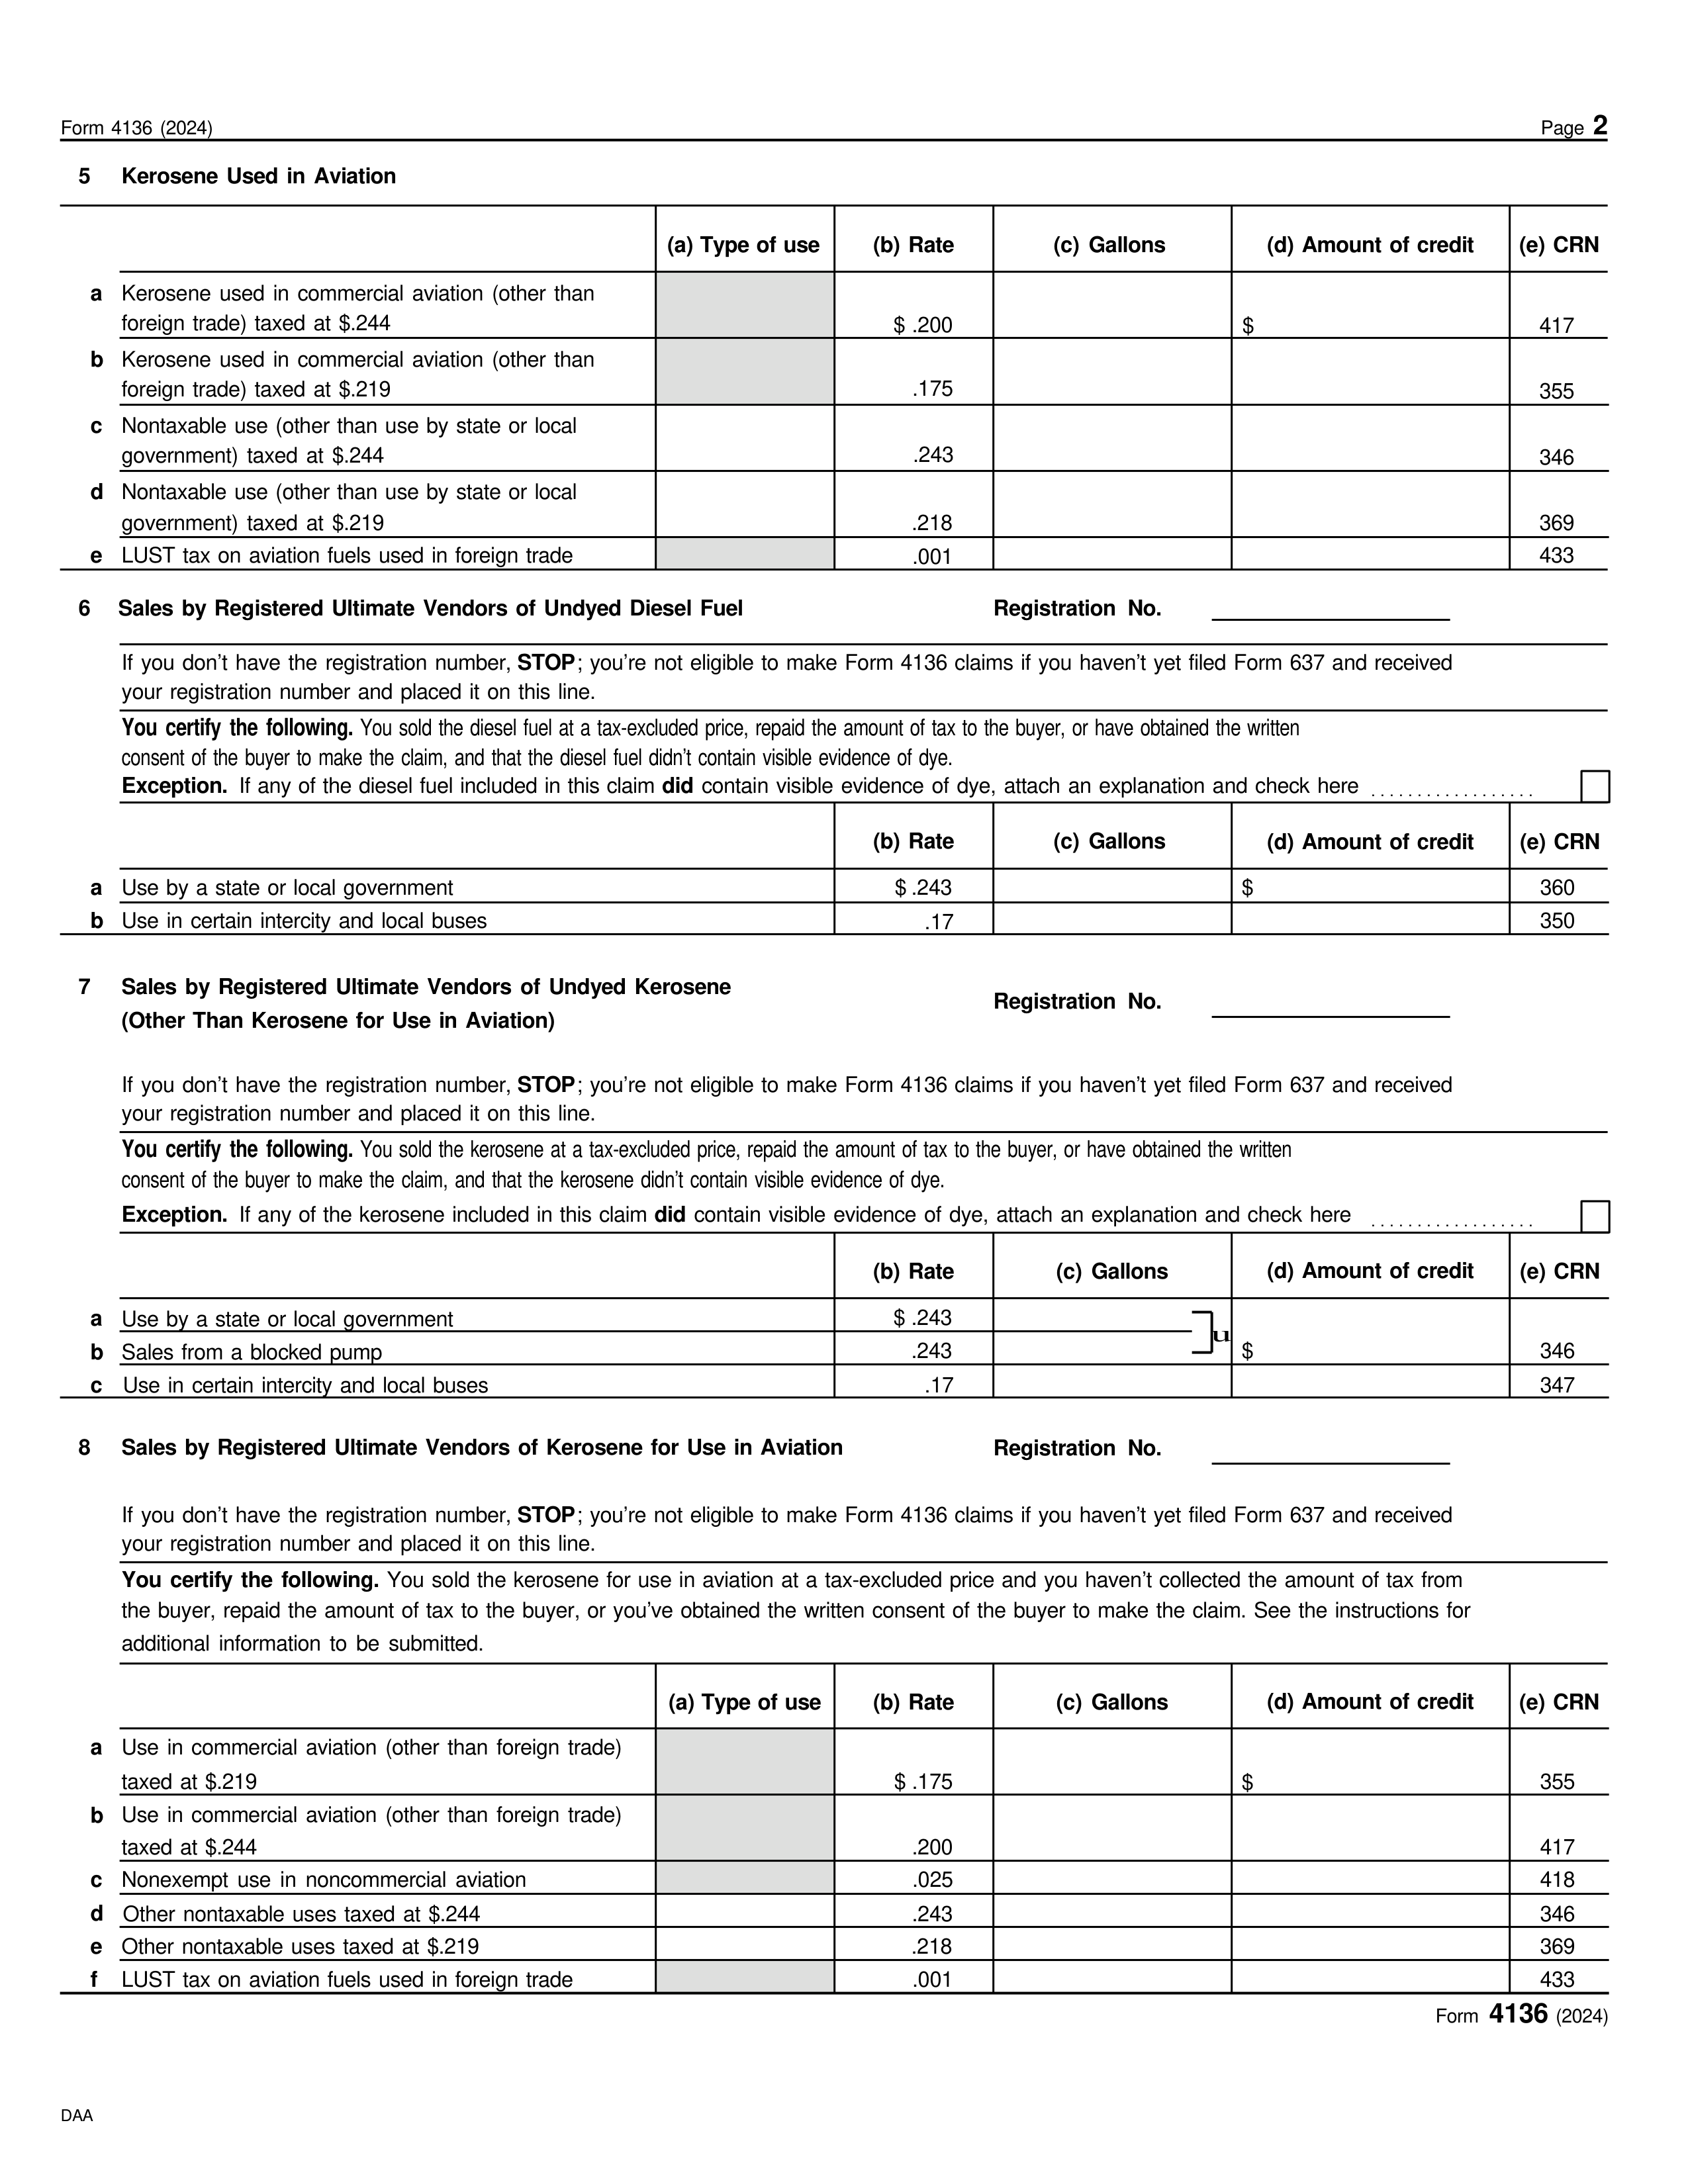 Form 4136 (2024) Page 2
5 Kerosene Used in Aviation
(a) Type of use (b) Rate (c) Gallons (d) Amount of credit (e) CRN
a Kerosene used in commercial aviation (other than
foreign trade) taxed at $.244 $ .200 $ 417
b Kerosene used in commercial aviation (other than
foreign trade) taxed at $.219 .175 355
c Nontaxable use (other than use by state or local
government) taxed at $.244 .243 346
d Nontaxable use (other than use by state or local
government) taxed at $.219 .218 369
e LUST tax on aviation fuels used in foreign trade .001 433
6 Sales by Registered Ultimate Vendors of Undyed Diesel Fuel Registration No.
If you don't have the registration number, STOP; you're not eligible to make Form 4136 claims if you haven't yet filed Form 637 and received
your registration number and placed it on this line.
You certify the following. You sold the diesel fuel at a tax-excluded price, repaid the amount of tax to the buyer, or have obtained the written
consent of the buyer to make the claim, and that the diesel fuel didn't contain visible evidence of dye.
Exception. If any of the diesel fuel included in this claim did contain visible evidence of dye, attach an explanation and check here ..................
(b) Rate (c) Gallons (d) Amount of credit (e) CRN
a Use by a state or local government $ .243 $ 360
b Use in certain intercity and local buses .17 350
7 Sales by Registered Ultimate Vendors of Undyed Kerosene
(Other Than Kerosene for Use in Aviation) Registration No.
If you don't have the registration number, STOP; you're not eligible to make Form 4136 claims if you haven't yet filed Form 637 and received
your registration number and placed it on this line.
You certify the following. You sold the kerosene at a tax-excluded price, repaid the amount of tax to the buyer, or have obtained the written
consent of the buyer to make the claim, and that the kerosene didn't contain visible evidence of dye.
Exception. If any of the kerosene included in this claim did contain visible evidence of dye, attach an explanation and check here ..................
(b) Rate (c) Gallons (d) Amount of credit (e) CRN
a Use by a state or local government $ .243
u
b Sales from a blocked pump .243 $ 346
c Use in certain intercity and local buses .17 347
8 Sales by Registered Ultimate Vendors of Kerosene for Use in Aviation Registration No.
If you don't have the registration number, STOP; you're not eligible to make Form 4136 claims if you haven't yet filed Form 637 and received
your registration number and placed it on this line.
You certify the following. You sold the kerosene for use in aviation at a tax-excluded price and you haven't collected the amount of tax from
the buyer, repaid the amount of tax to the buyer, or you've obtained the written consent of the buyer to make the claim. See the instructions for
additional information to be submitted.
(a) Type of use (b) Rate (c) Gallons (d) Amount of credit (e) CRN
a Use in commercial aviation (other than foreign trade)
taxed at $.219 $ .175 $ 355
b Use in commercial aviation (other than foreign trade)
taxed at $.244 .200 417
c Nonexempt use in noncommercial aviation .025 418
d Other nontaxable uses taxed at $.244 .243 346
e Other nontaxable uses taxed at $.219 .218 369
f LUST tax on aviation fuels used in foreign trade .001 433
Form 4136 (2024)
DAA